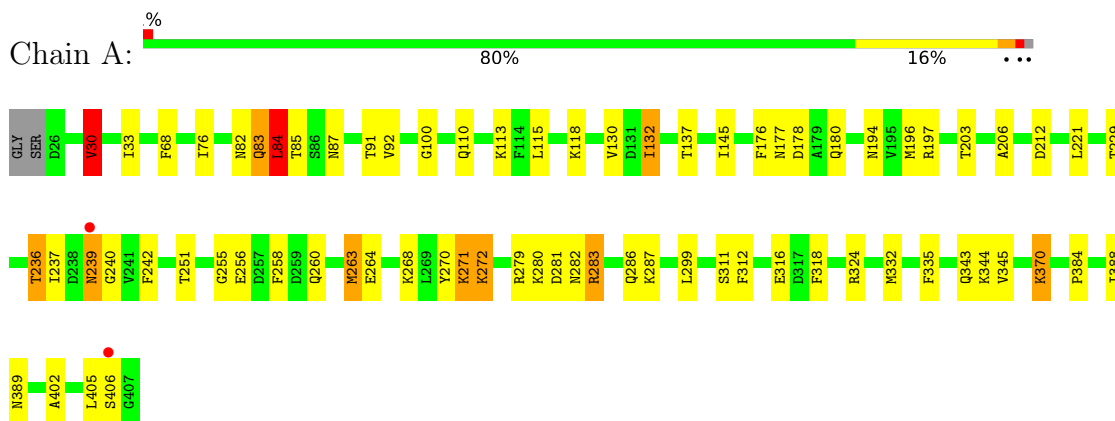 .%
Chain A:
80% 16% • ••
GLY SER D26 V30 I33 F68 I76 N82 Q83 L84 T85 S86 N87 T91 V92 G100 Q110 K113 F114 L115 K118 V130 D131 I132 T137 I145 F176 N177 D178 A179 Q180 N194 V195 M196 R197 T203 A206 D212 L221
T236 I237 D238 N239 G240 V241 F242 T251 G255 E256 D257 F258 D259 Q260 M263 E264 K268 L269 Y270 K271 K272 R279 K280 D281 N282 R283 Q286 K287 L299 S311 F312 E316 D317 F318 R324 M332 F335 Q343 K344 V345 K370 P384
N389 A402 L405 S406 G407